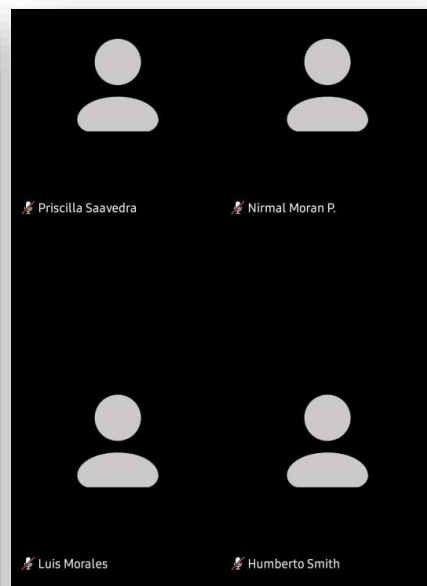 Priscilla Saavedra
Nirmal Moran P.
Luis Morales
Humberto Smith